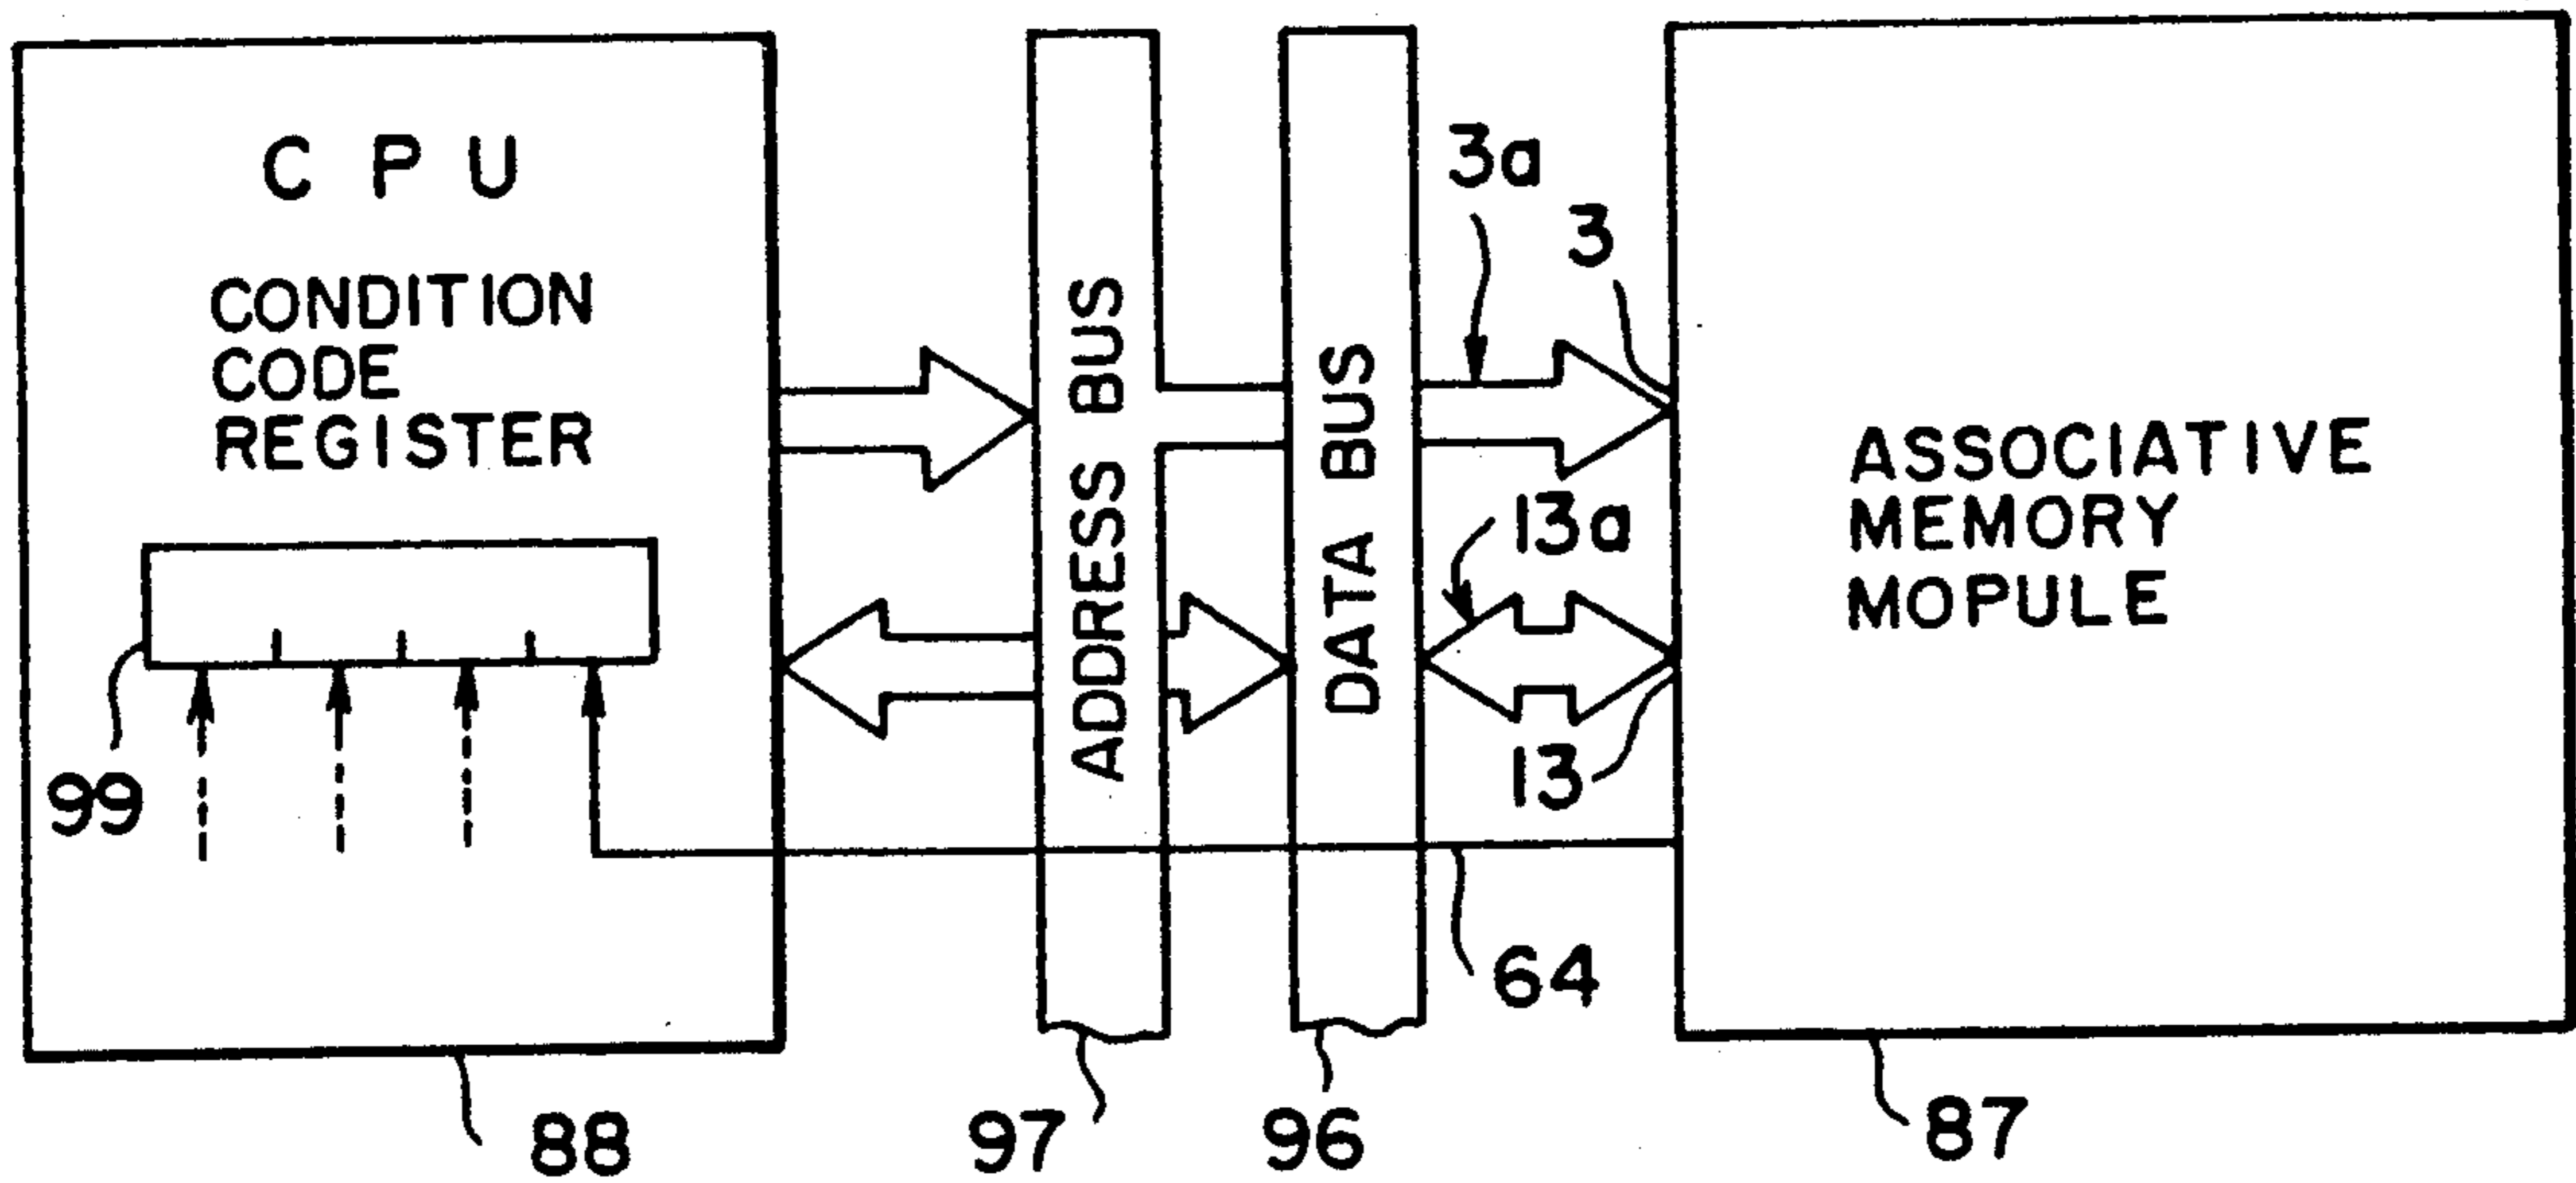 C P U
CONDITION
CODE
REGISTER
99
88
ADDRESS BUS
97
DATA BUS
96
3a
3
13a
13
64
ASSOCIATIVE
MEMORY
MOPULE
87